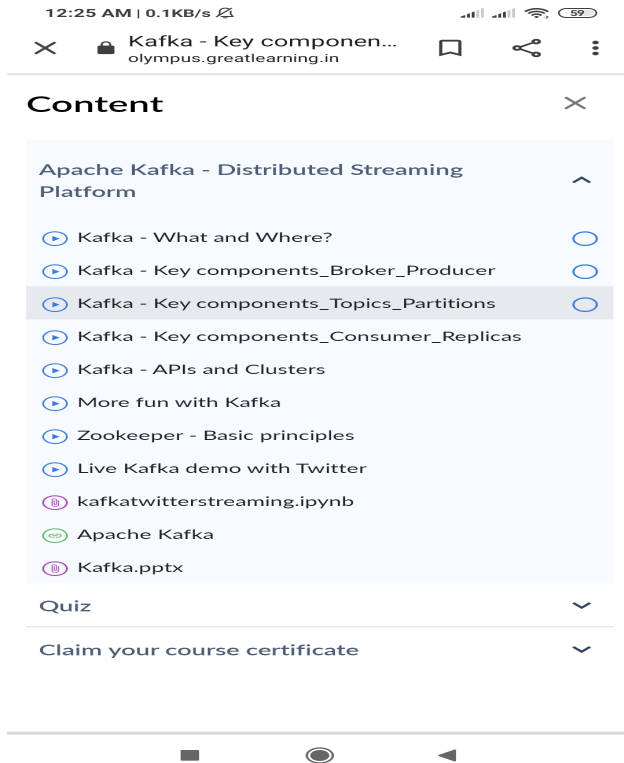 12:25 AM | 0.1KB/s
59
Kafka - Key componen...
olympus.greatlearning.in
Content
Apache Kafka - Distributed Streaming
Platform
Kafka - What and Where?
Kafka - Key components_Broker_Producer
Kafka - Key components_Topics_Partitions
Kafka - Key components_Consumer_Replicas
Kafka - APIs and Clusters
More fun with Kafka
Zookeeper - Basic principles
Live Kafka demo with Twitter
kafkatwitterstreaming.ipynb
Apache Kafka
Kafka.pptx
Quiz
Claim your course certificate